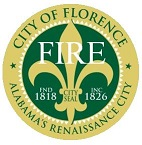 CITY OF FLORENCE
FIRE
FND CITY INC
1818 SEAL 1826
ALABAMA'S RENAISSANCE CITY